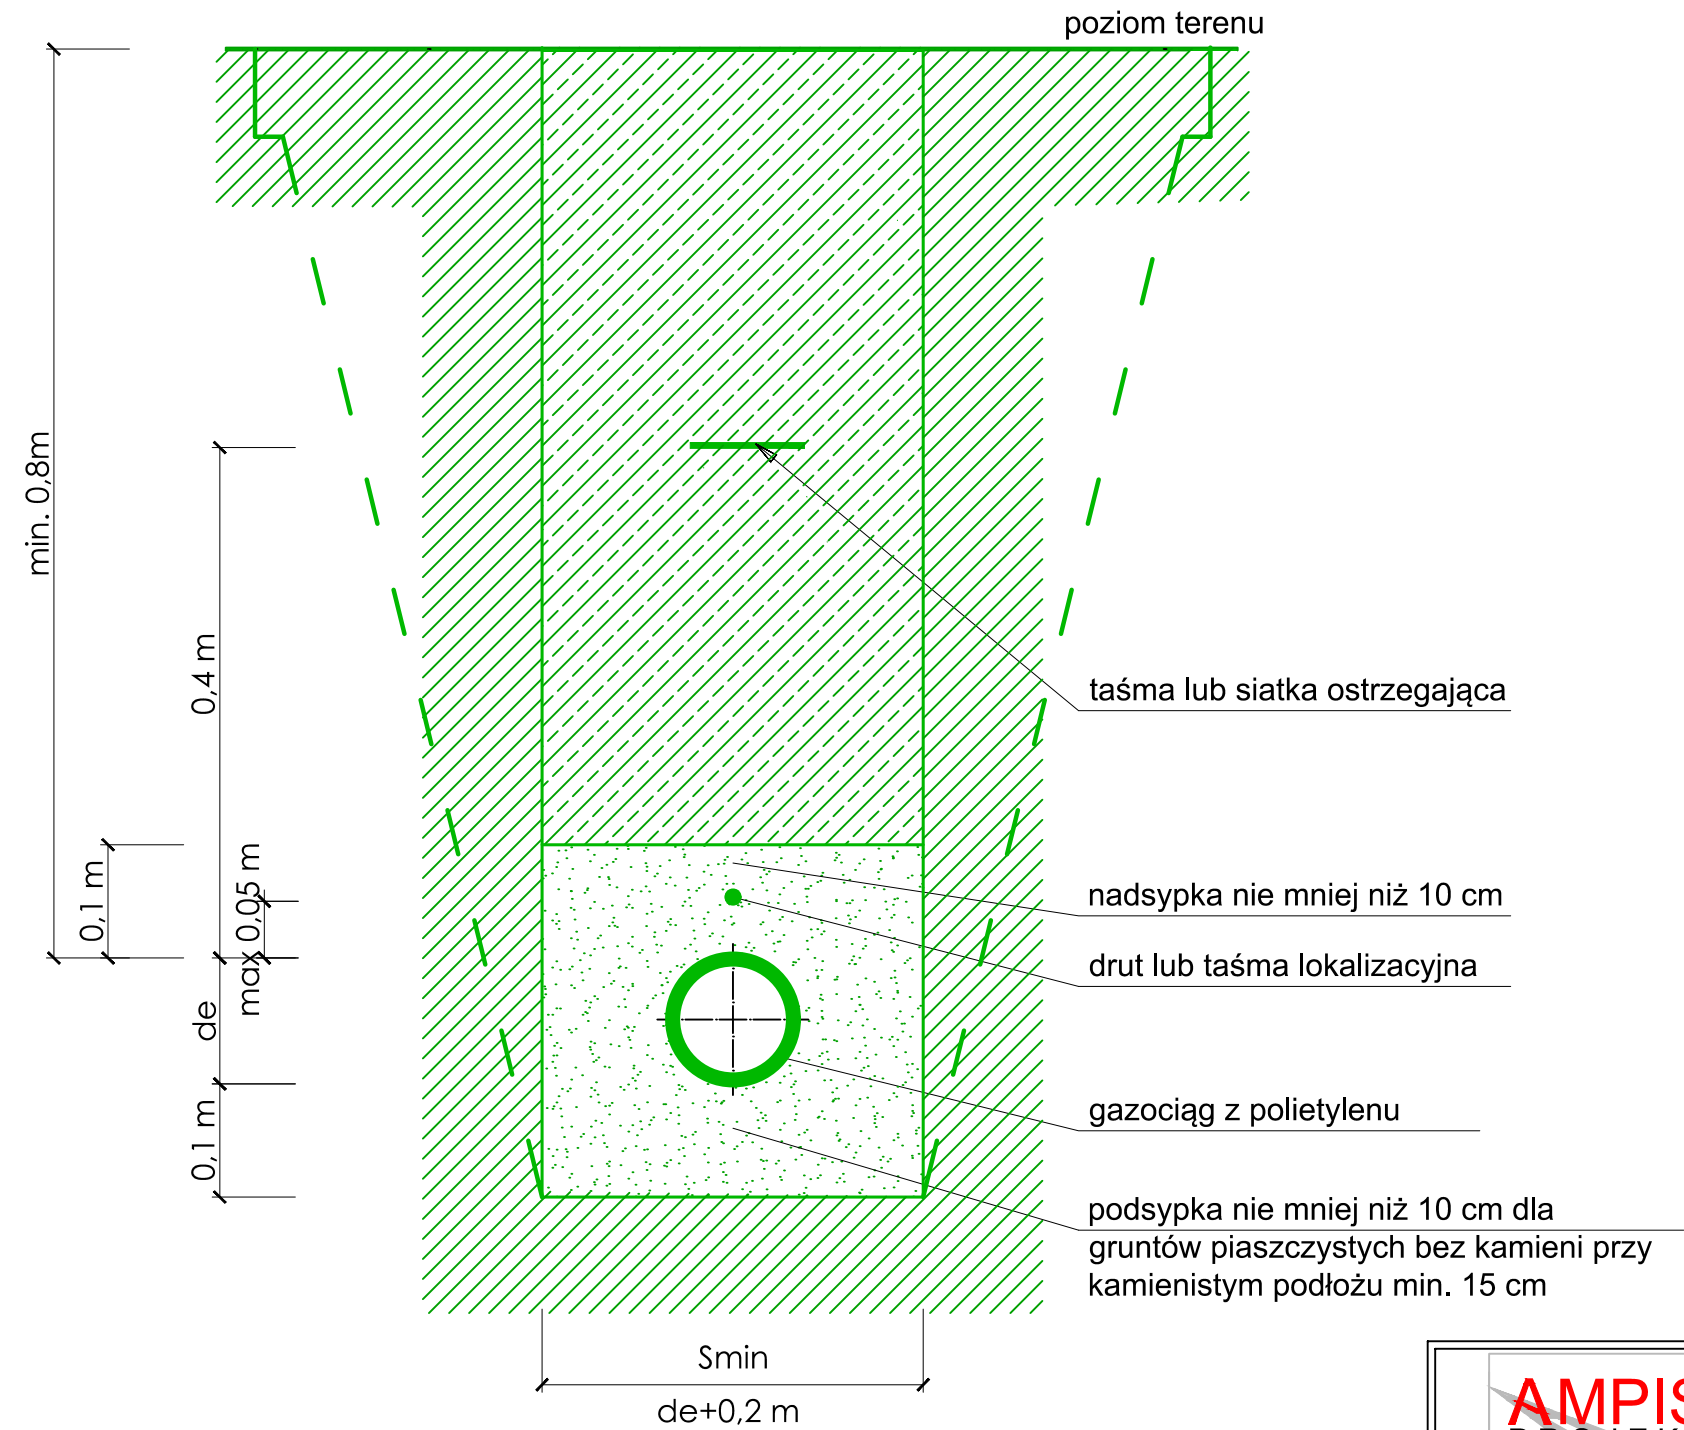 poziom terenu
min. 0,8m
0,4 m
taśma lub siatka ostrzegająca
0,1 m
max 0,05 m
nadsypka nie mniej niż 10 cm
drut lub taśma lokalizacyjna
de
0,1 m
gazociąg z polietylenu
podsypka nie mniej niż 10 cm dla
gruntów piaszczystych bez kamieni przy
kamienistym podłożu min. 15 cm
Smin
de+0,2 m
AMPIS